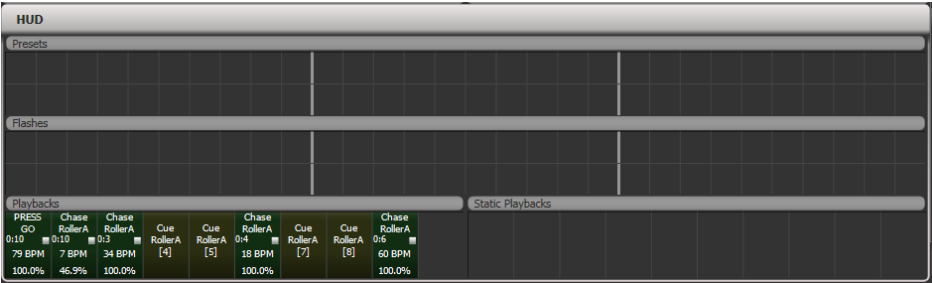 HUD
Presets
Flashes
Playbacks
Static Playbacks
PRESS Chase Chase Chase Chase
GO RollerA RollerA Cue Cue RollerA Cue Cue RollerA
0:10 0:10 0:3 RollerA RollerA 0:4 RollerA RollerA 0:6
79 BPM 7 BPM 34 BPM [4] [5] 18 BPM [7] [8] 60 BPM
100.0% 46.9% 100.0% 100.0% 100.0%